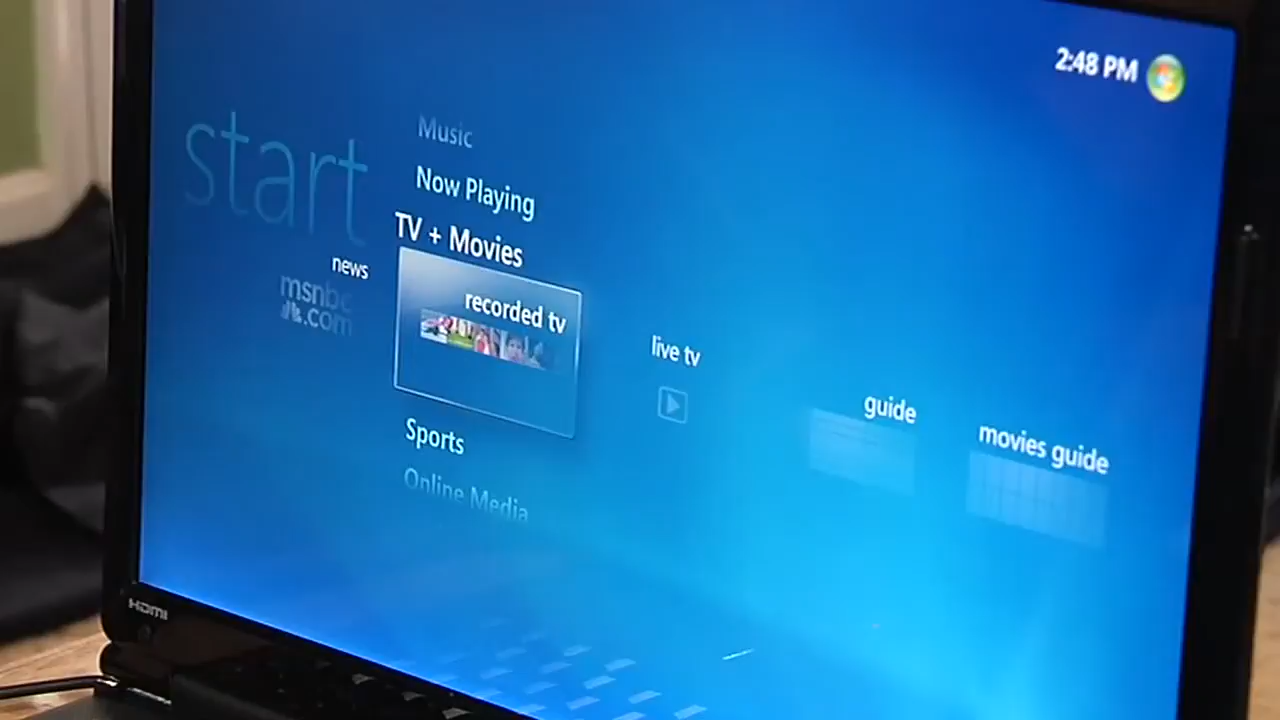 2:48 PM
start
Music
Now Playing
TV + Movies
news
msnbc
.com
recorded tv
live tv
guide
movies guide
Sports
Online Media
HDMI